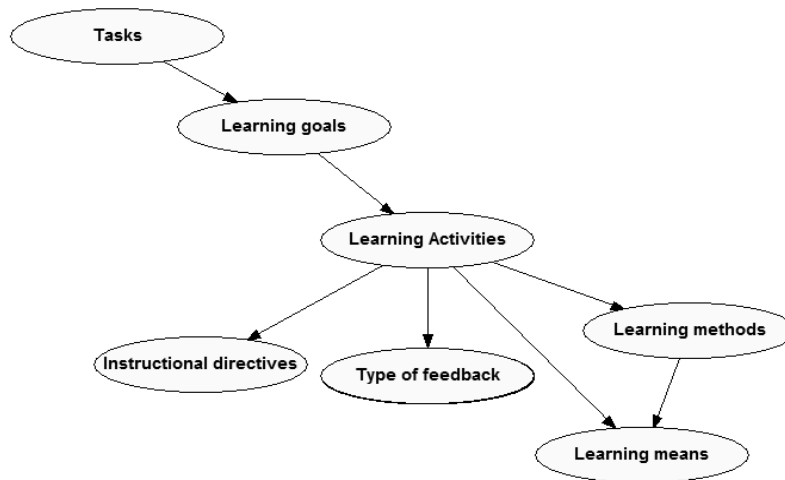 Tasks
Learning goals
Learning Activities
Learning methods
Instructional directives
Type of feedback
Learning means